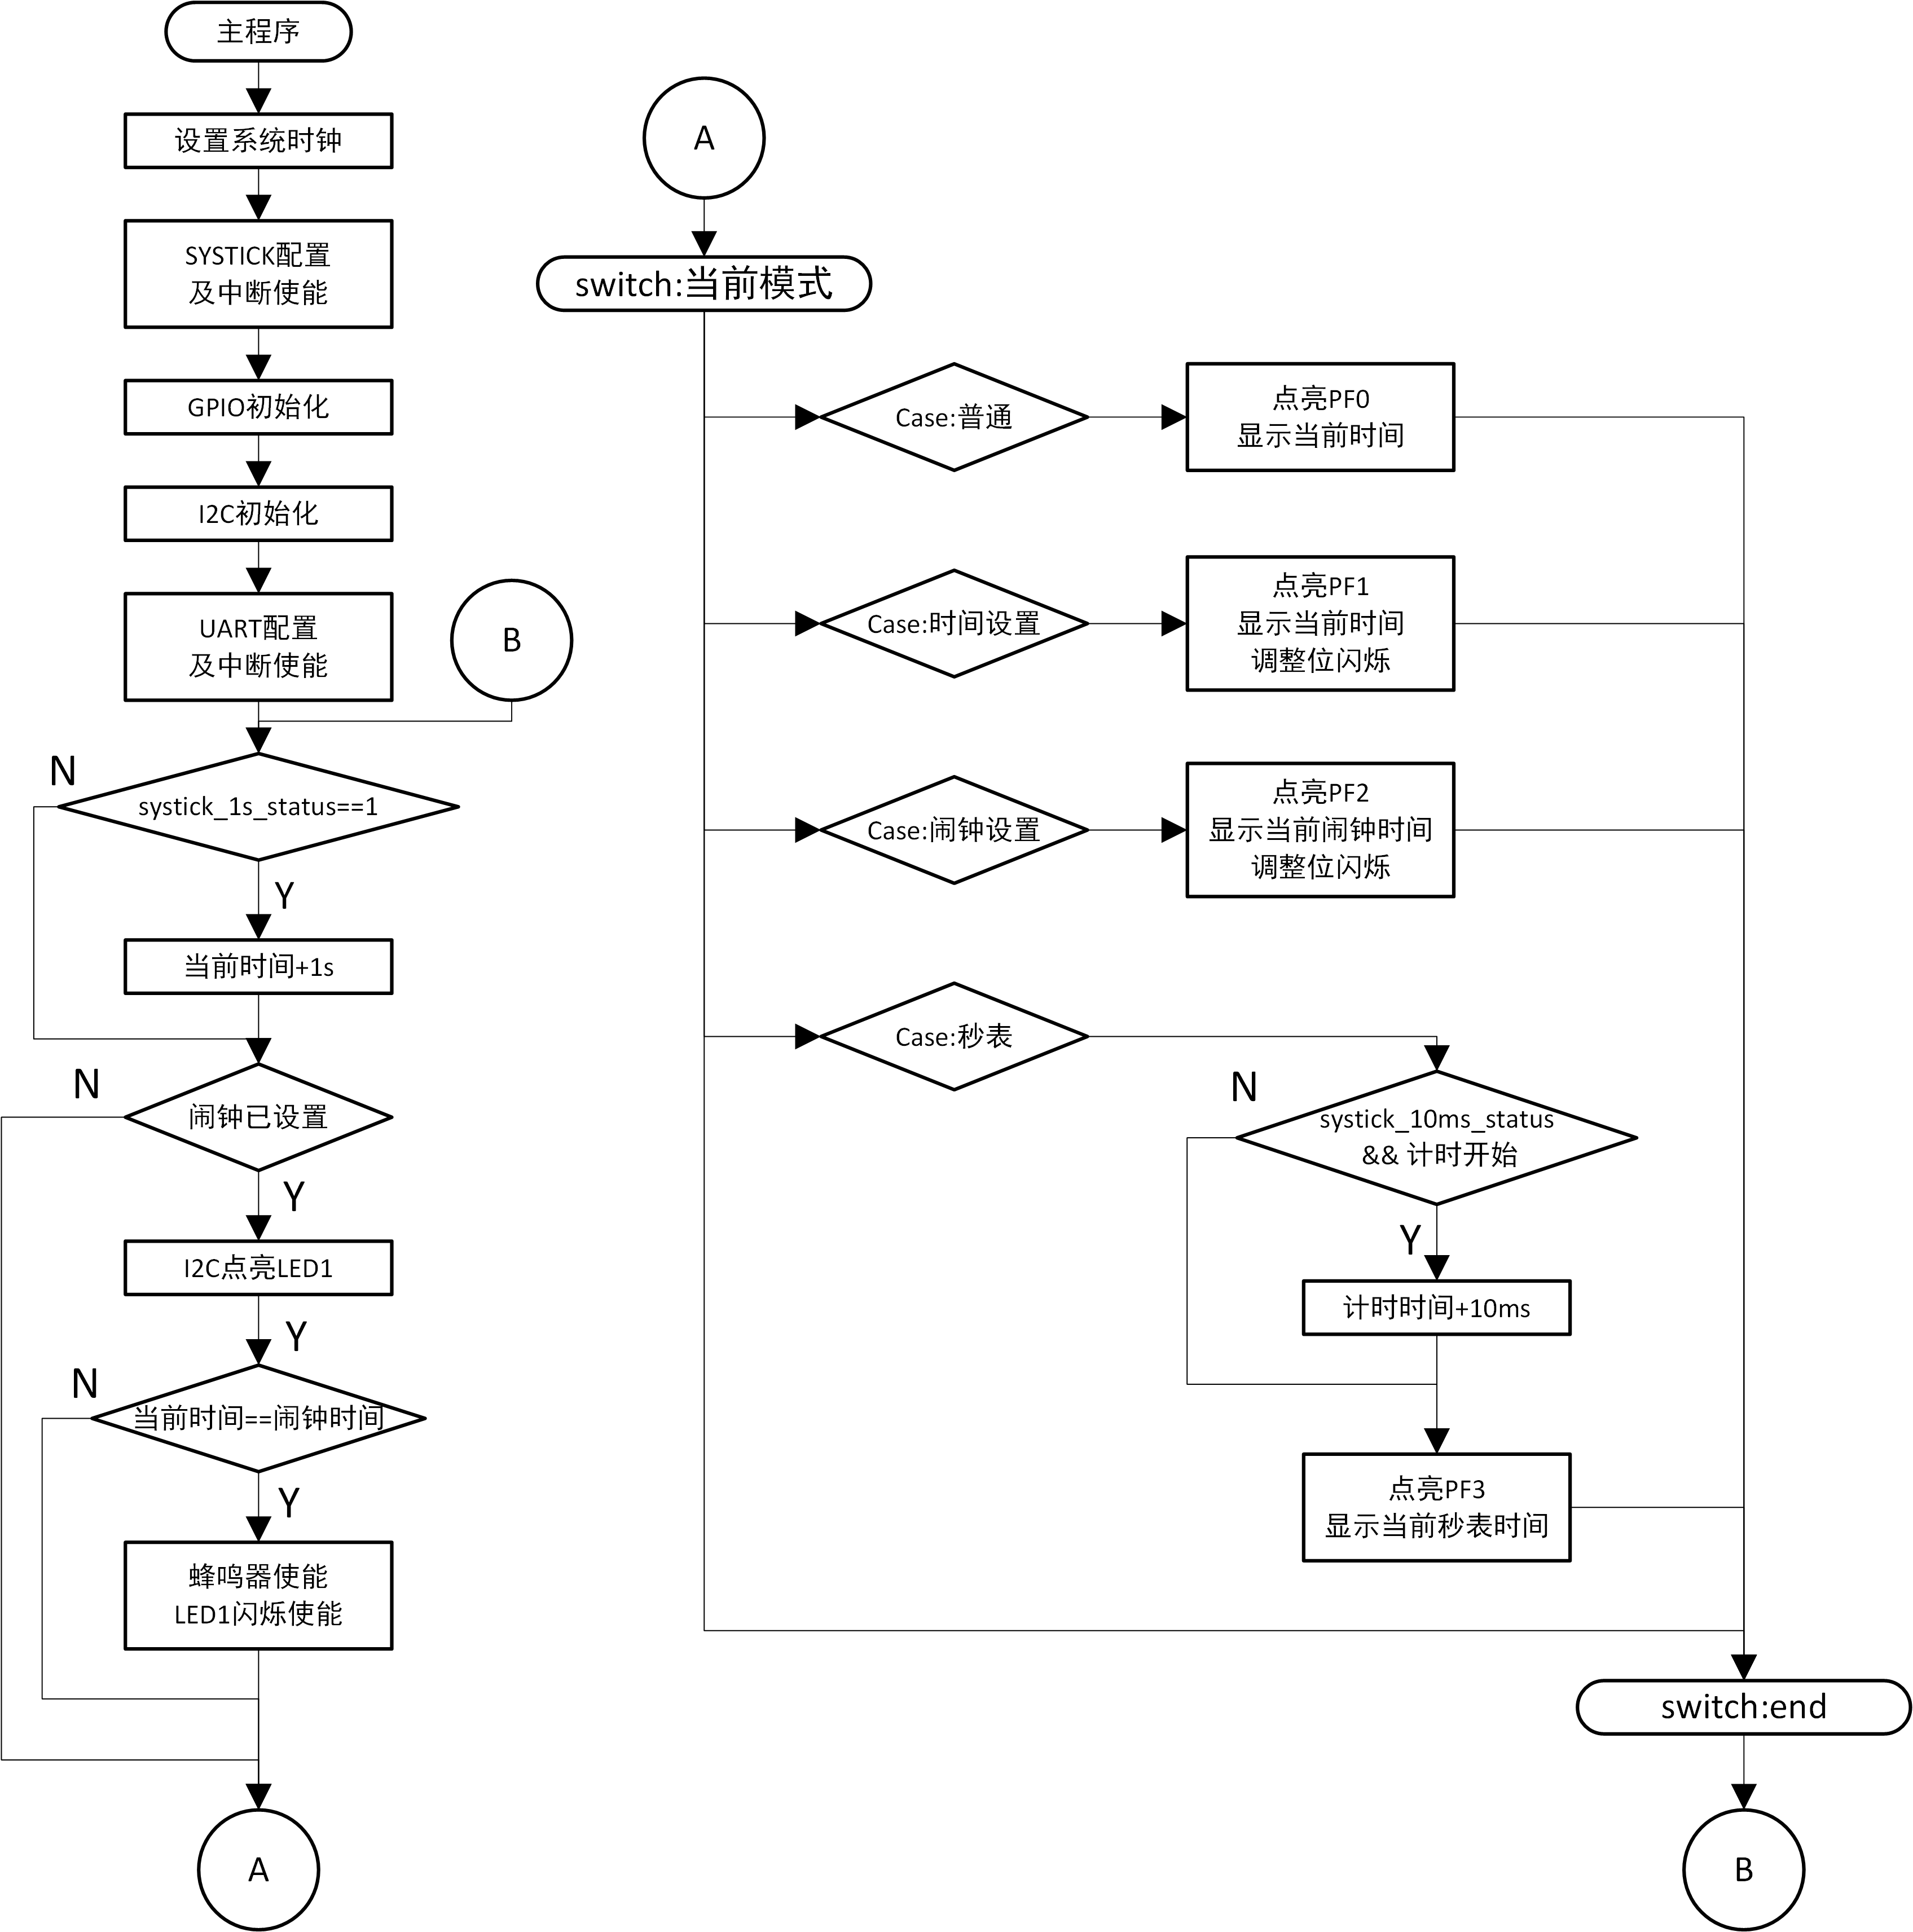 主程序
设置系统时钟
SYSTICK配置
及中断使能
GPIO初始化
I2C初始化
UART配置
及中断使能
B
N
systick_1s_status==1
Y
当前时间+1s
N
闹钟已设置
Y
I2C点亮LED1
Y
N
当前时间==闹钟时间
Y
蜂鸣器使能
LED1闪烁使能
A
A
switch:当前模式
Case:普通
点亮PF0
显示当前时间
Case:时间设置
点亮PF1
显示当前时间
调整位闪烁
Case:闹钟设置
点亮PF2
显示当前闹钟时间
调整位闪烁
Case:秒表
N
systick_10ms_status
&& 计时开始
Y
计时时间+10ms
点亮PF3
显示当前秒表时间
switch:end
B